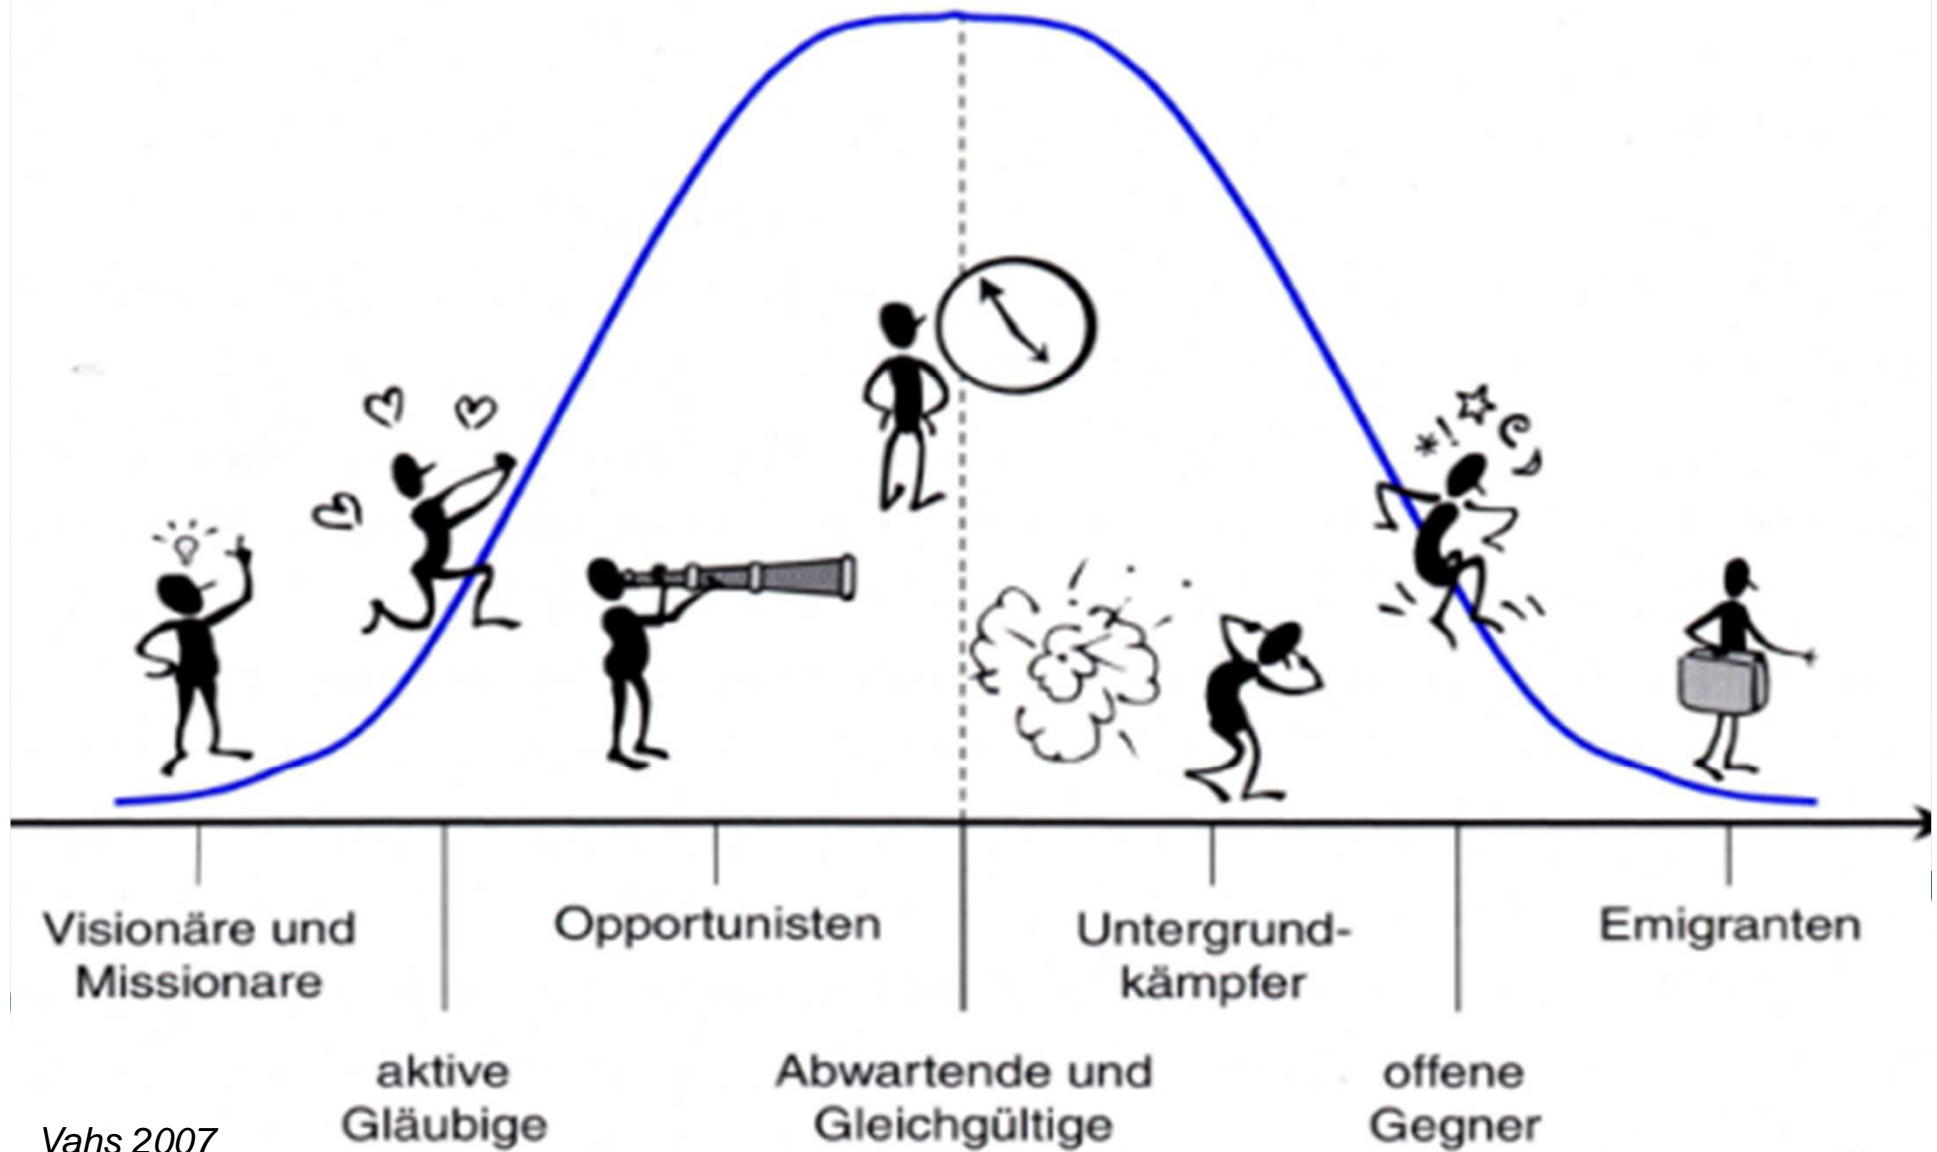 Visionäre und
Missionare
Opportunisten
Untergrund-
kämpfer
Emigranten
aktive
Gläubige
Abwartende und
Gleichgültige
offene
Gegner
Vahs 2007